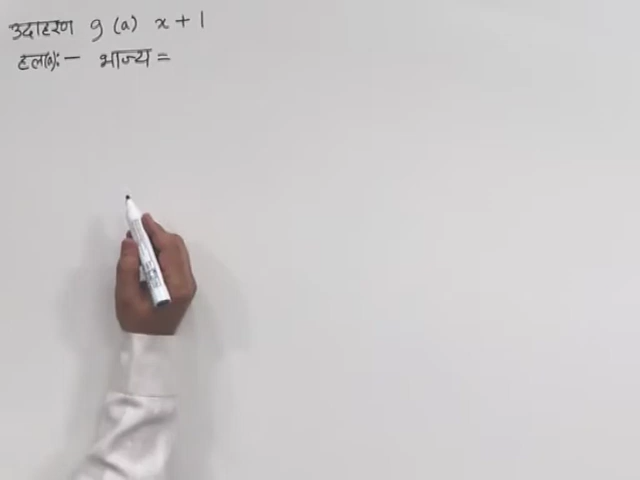 उदाहरण 9 (a) x + 1
हल(a):- भाज्य =